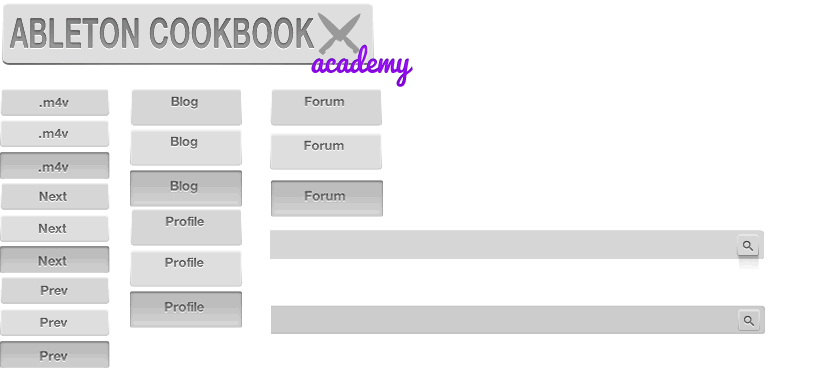 ABLETON COOKBOOK
academy
.m4v
.m4v
.m4v
Next
Next
Next
Prev
Prev
Prev
Blog
Blog
Blog
Profile
Profile
Profile
Forum
Forum
Forum